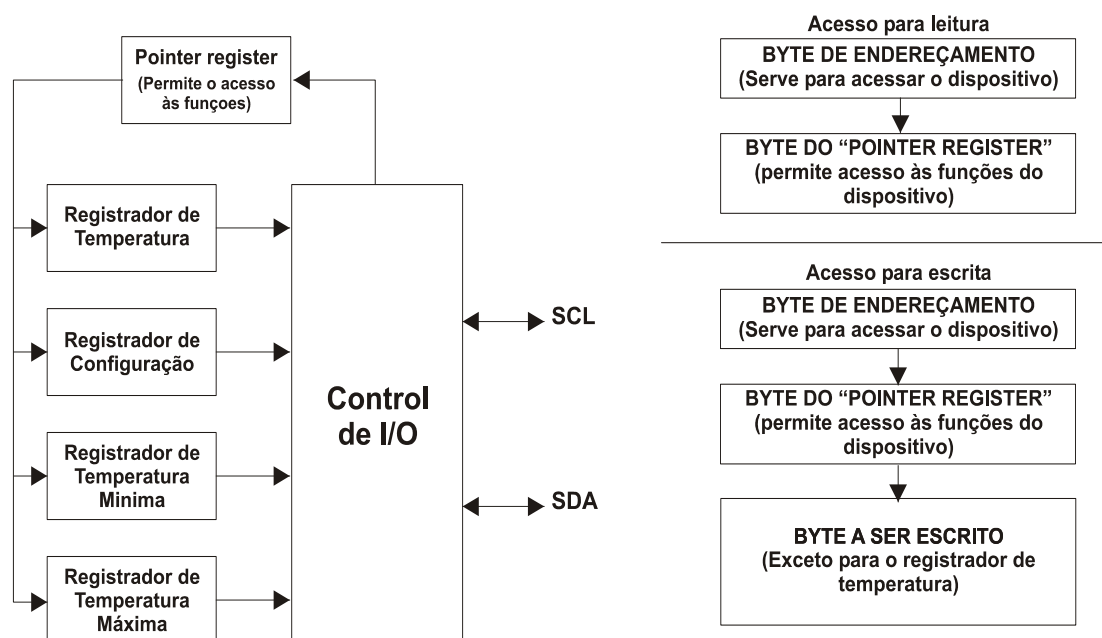 Pointer register
(Permite o acesso
às funçoes)
Registrador de
Temperatura
Registrador de
Configuração
Registrador de
Temperatura
Minima
Registrador de
Temperatura
Máxima
Control
de I/O
SCL
SDA
Acesso para leitura
BYTE DE ENDEREÇAMENTO
(Serve para acessar o dispositivo)
BYTE DO “POINTER REGISTER”
(permite acesso às funções do
dispositivo)
Acesso para escrita
BYTE DE ENDEREÇAMENTO
(Serve para acessar o dispositivo)
BYTE DO “POINTER REGISTER”
(permite acesso às funções do
dispositivo)
BYTE A SER ESCRITO
(Exceto para o registrador de
temperatura)